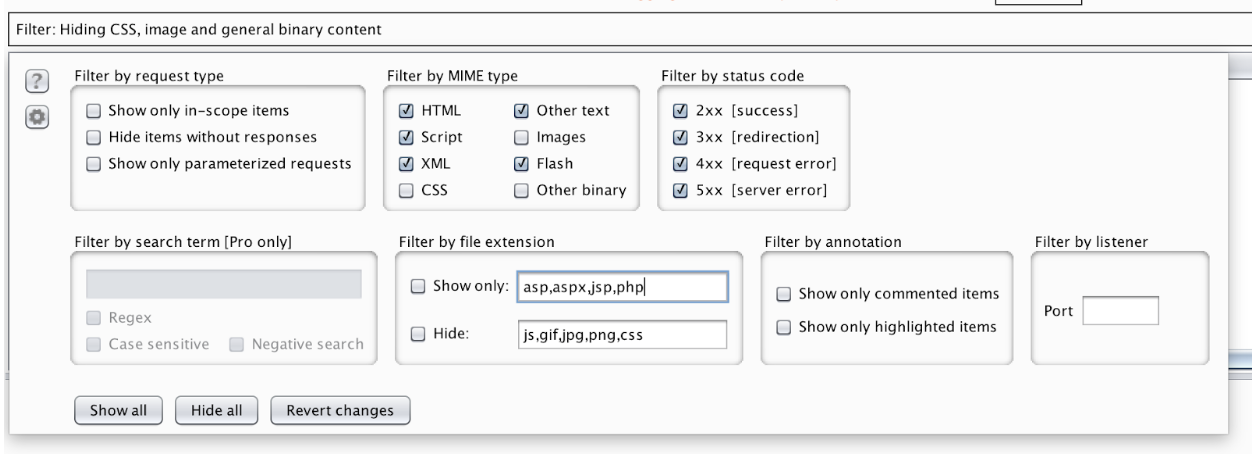 Filter: Hiding CSS, image and general binary content
?
Filter by request type
Show only in-scope items
Hide items without responses
Show only parameterized requests
Filter by MIME type
HTML Other text
Script Images
XML Flash
CSS Other binary
Filter by status code
2xx [success]
3xx [redirection]
4xx [request error]
5xx [server error]
Filter by search term [Pro only]
Regex
Case sensitive Negative search
Filter by file extension
Show only: asp,aspx,jsp,php
Hide: js,gif,jpg,png,css
Filter by annotation
Show only commented items
Show only highlighted items
Filter by listener
Port
Show all Hide all Revert changes